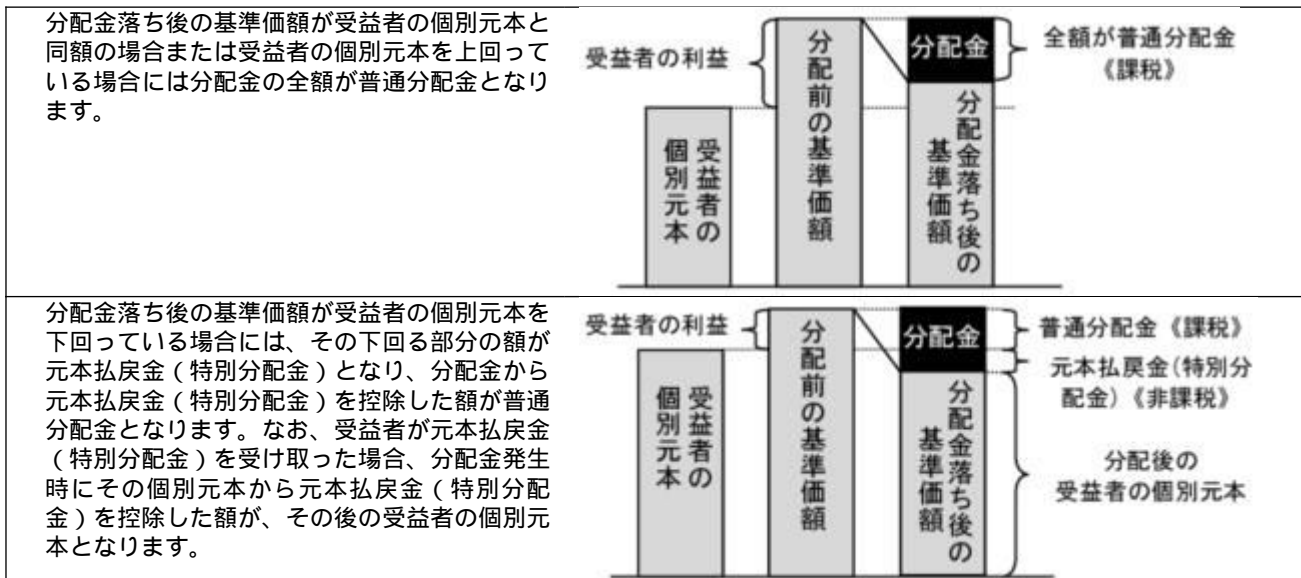 分配金落ち後の基準価額が受益者の個別元本と
同額の場合または受益者の個別元本を上回って
いる場合には分配金の全額が普通分配金となり
ます。
受益者の利益
受益者の
個別元本
分配前の基準価額
分配金
分配金落ち後の
基準価額
全額が普通分配金
《課税》
分配金落ち後の基準価額が受益者の個別元本を
下回っている場合には、その下回る部分の額が
元本払戻金（特別分配金）となり、分配金から
元本払戻金（特別分配金）を控除した額が普通
分配金となります。なお、受益者が元本払戻金
（特別分配金）を受け取った場合、分配金発生
時にその個別元本から元本払戻金（特別分配
金）を控除した額が、その後の受益者の個別元
本となります。
受益者の利益
受益者の
個別元本
分配前の基準価額
分配金
分配金落ち後の
基準価額
普通分配金《課税》
元本払戻金(特別分
配金)《非課税》
分配後の
受益者の個別元本